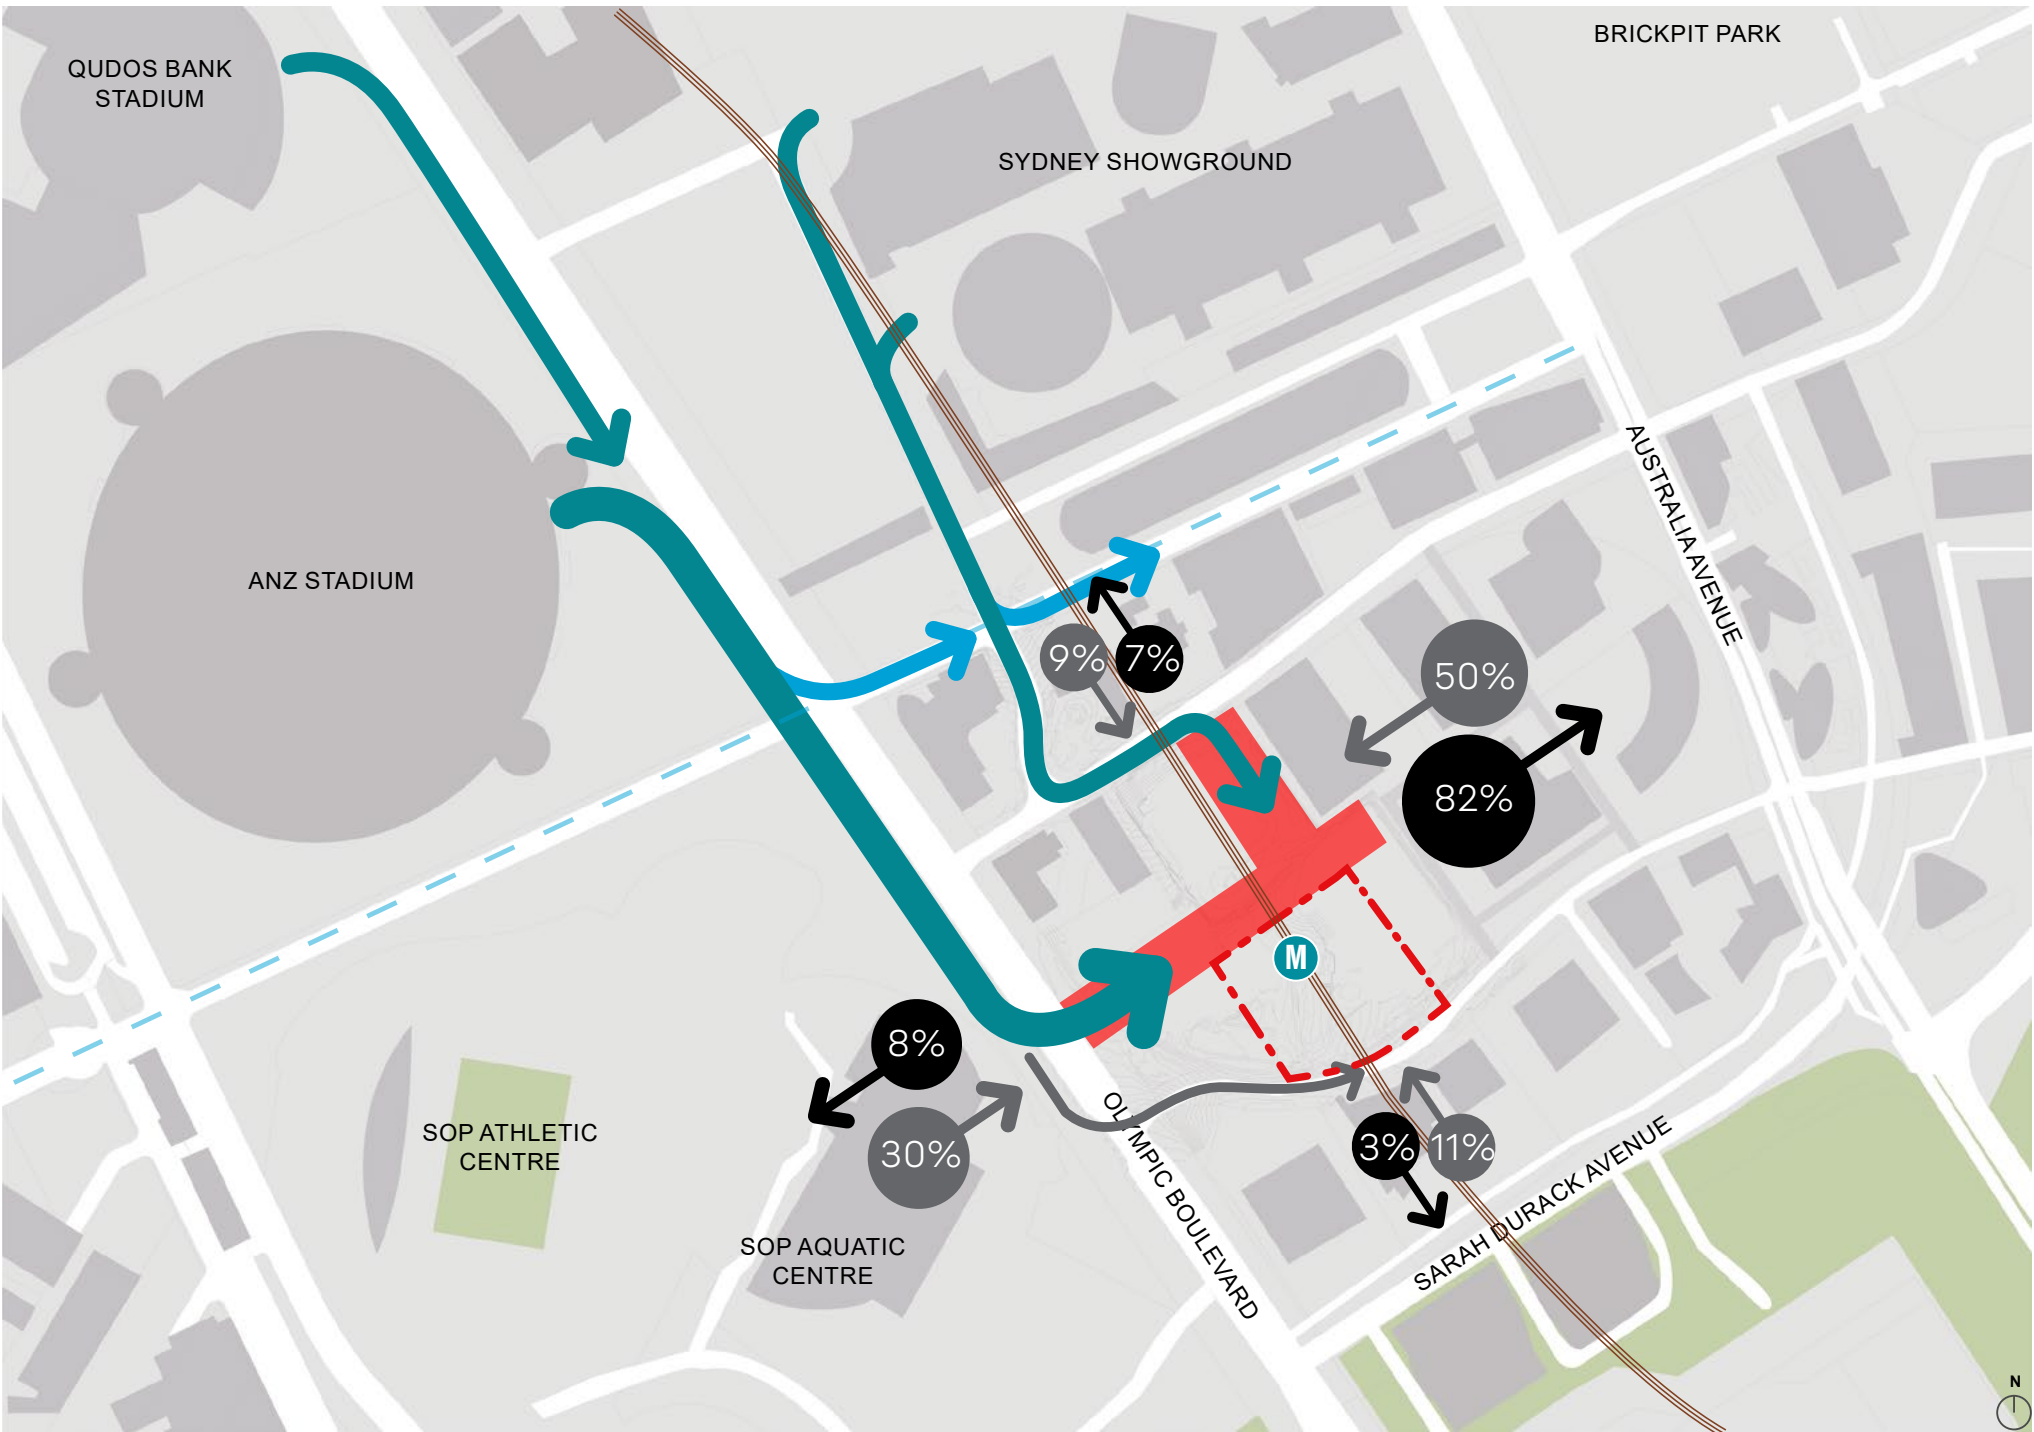 BRICKPIT PARK
QUDOS BANK
STADIUM
SYDNEY SHOWGROUND
AUSTRALIA AVENUE
ANZ STADIUM
9%
7%
50%
82%
M
8%
30%
3%
11%
OLYMPIC BOULEVARD
SARAH DURACK AVENUE
SOP ATHLETIC
CENTRE
SOP AQUATIC
CENTRE
N